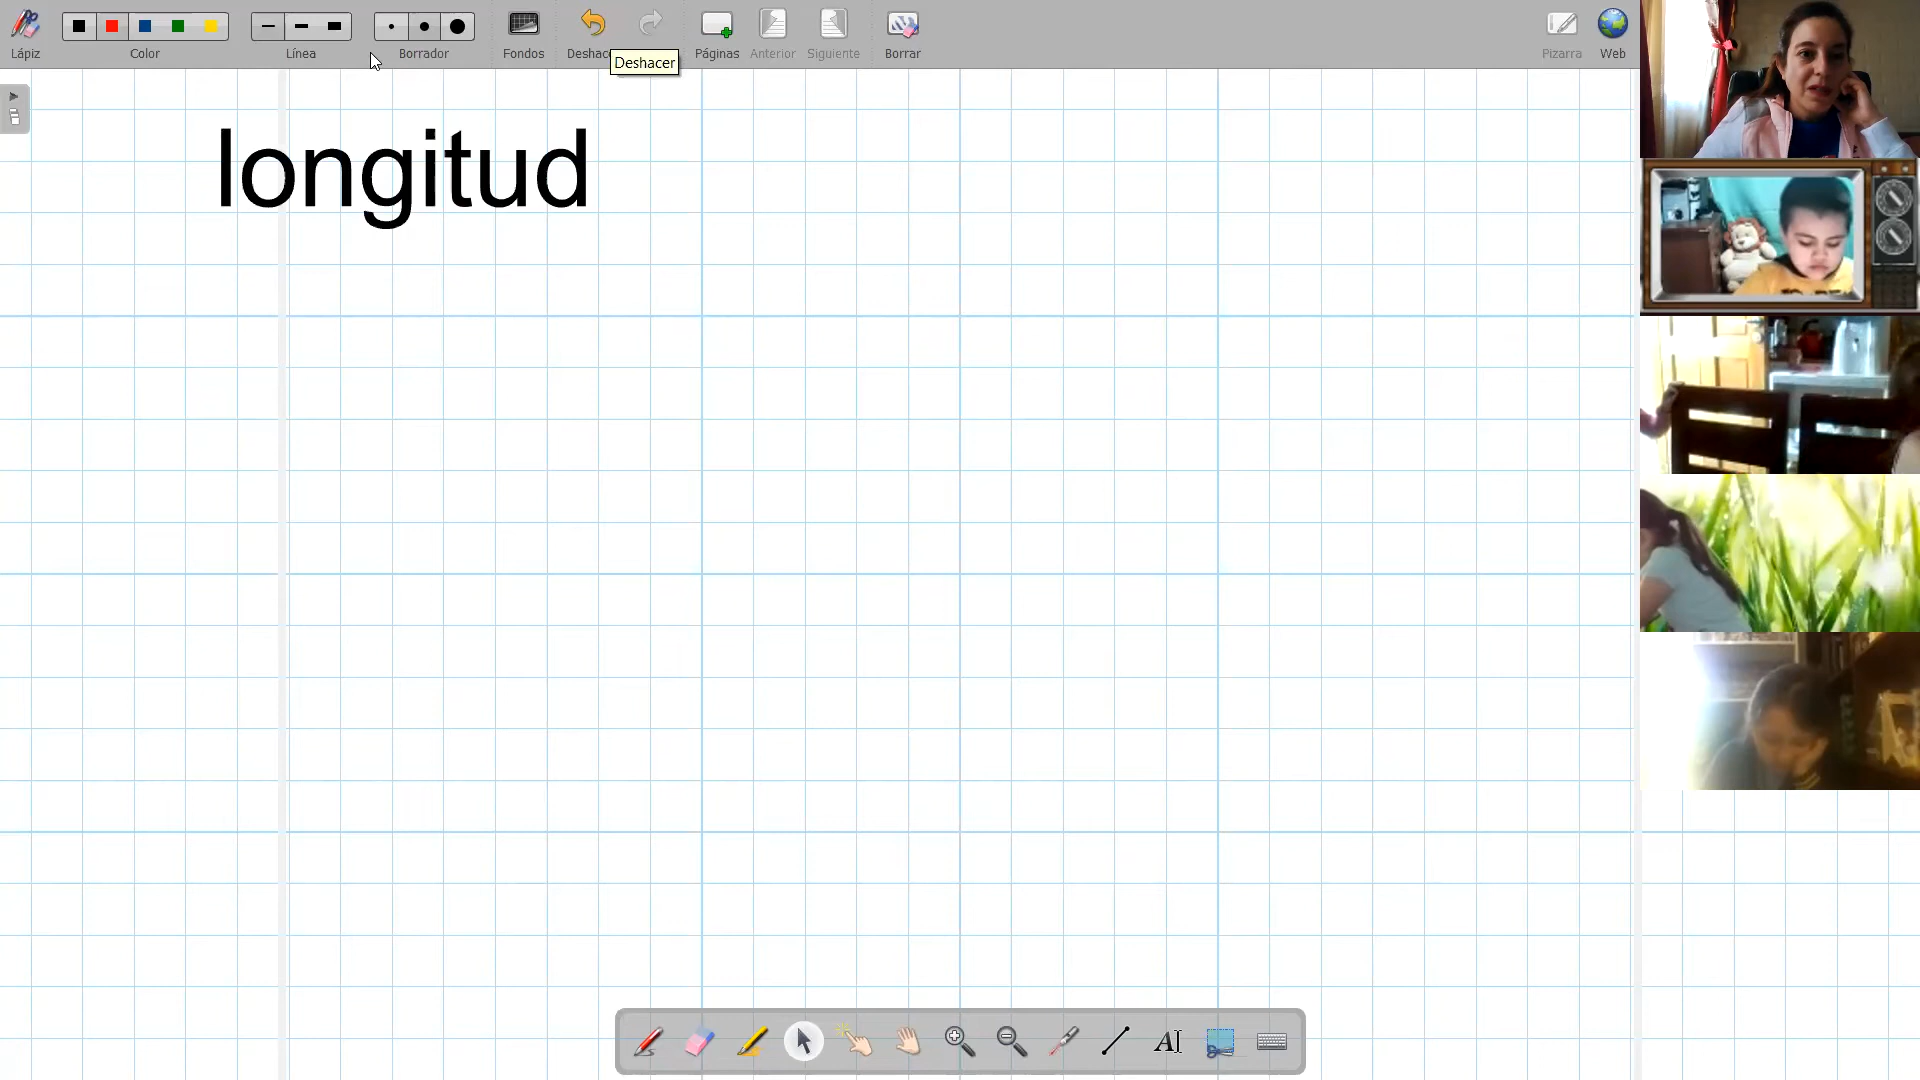 Lápiz
Color
Línea
Borrador
Fondos
Deshac
Páginas
Anterior
Siguiente
Borrar
Pizarra
Web
Deshacer
longitud